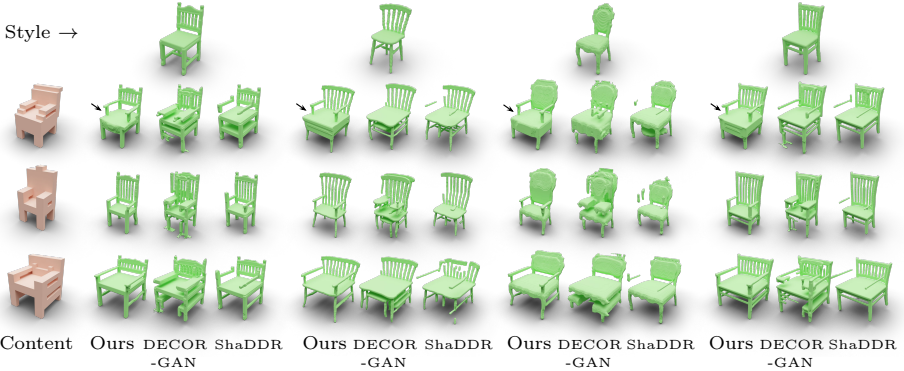 Style →
Content Ours DECOR ShaDDR Ours DECOR ShaDDR Ours DECOR ShaDDR Ours DECOR ShaDDR
-GAN -GAN -GAN -GAN